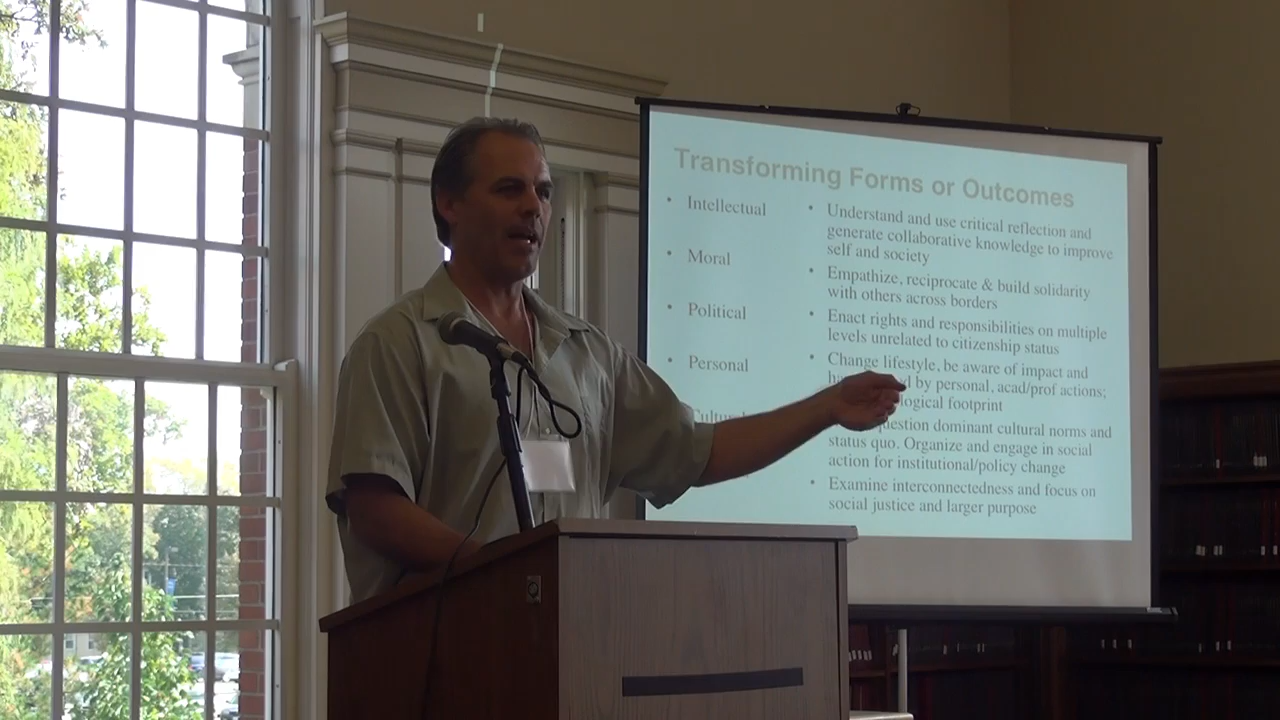 Transforming Forms or Outcomes
• Intellectual
• Understand and use critical reflection and
generate collaborative knowledge to improve
self and society
• Moral
• Empathize, reciprocate & build solidarity
with others across borders
• Political
• Enact rights and responsibilities on multiple
levels unrelated to citizenship status
• Personal
• Change lifestyle, be aware of impact and
by personal, acad/prof actions;
footprint
dominant cultural norms and
status quo. Organize and engage in social
action for institutional/policy change
• Examine interconnectedness and focus on
social justice and larger purpose